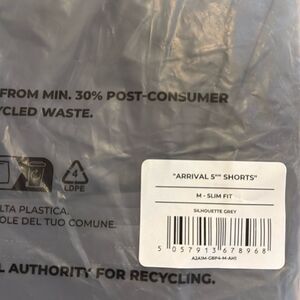 FROM MIN. 30% POST-CONSUMER
YCLED WASTE.
4
LDPE
LTA PLASTICA.
OLE DEL TUO COMUNE.
L AUTHORITY FOR RECYCLING.
"ARRIVAL 5"" SHORTS"
M - SLIM FIT
SILHOUETTE GREY
5 057913 678968
A2A1M-GBP4-M-AH1